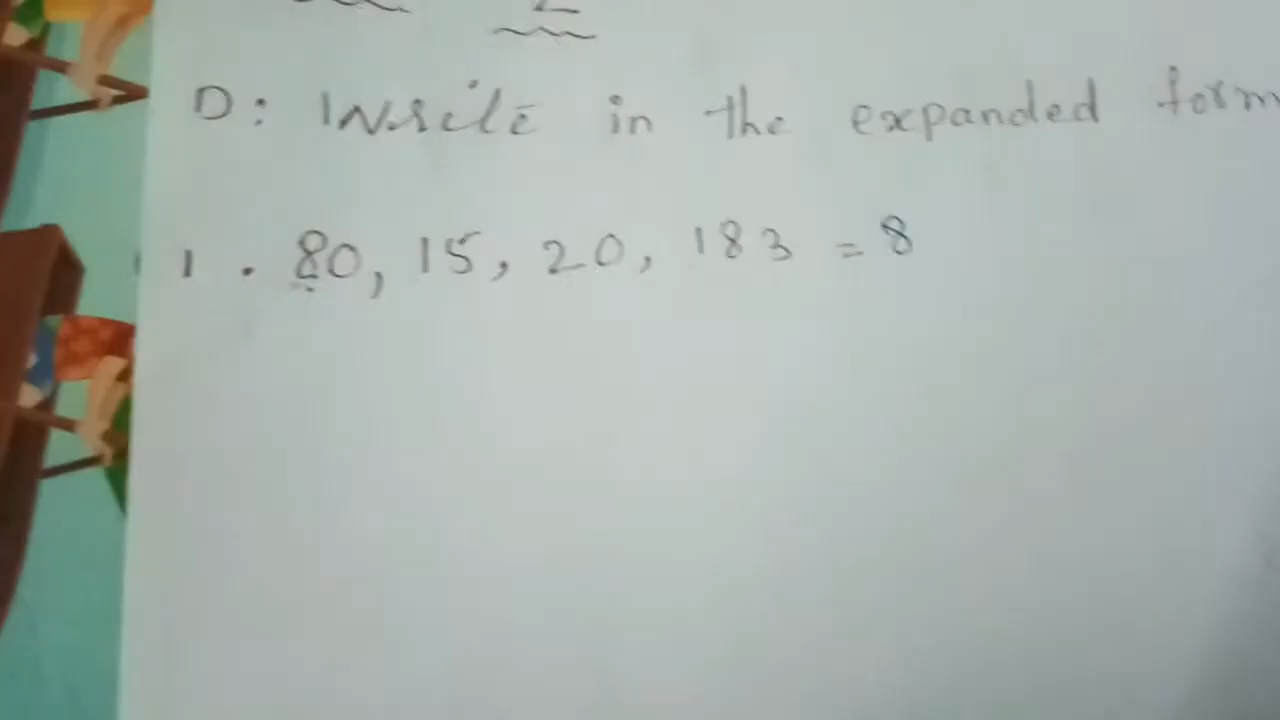 D: Write in the expanded form
1. 80, 15, 20, 183 = 8